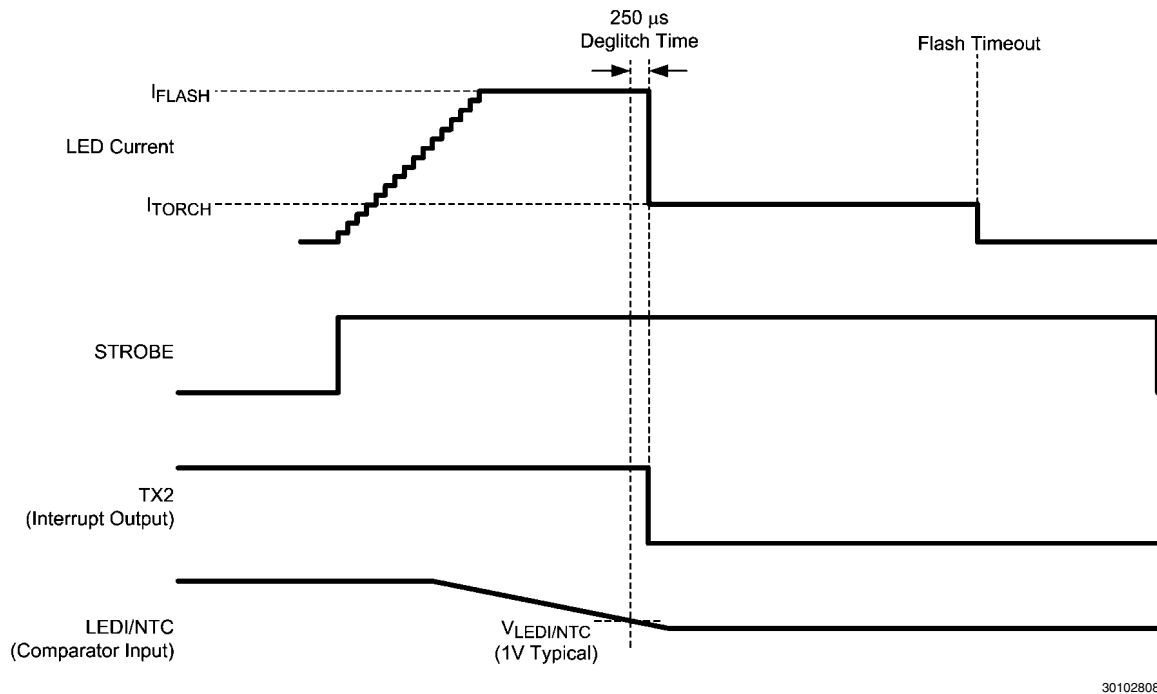 250 μs
Deglitch Time
Flash Timeout
IFLASH
LED Current
ITORCH
STROBE
TX2
(Interrupt Output)
LEDI/NTC
(Comparator Input)
VLEDI/NTC
(1V Typical)
30102808